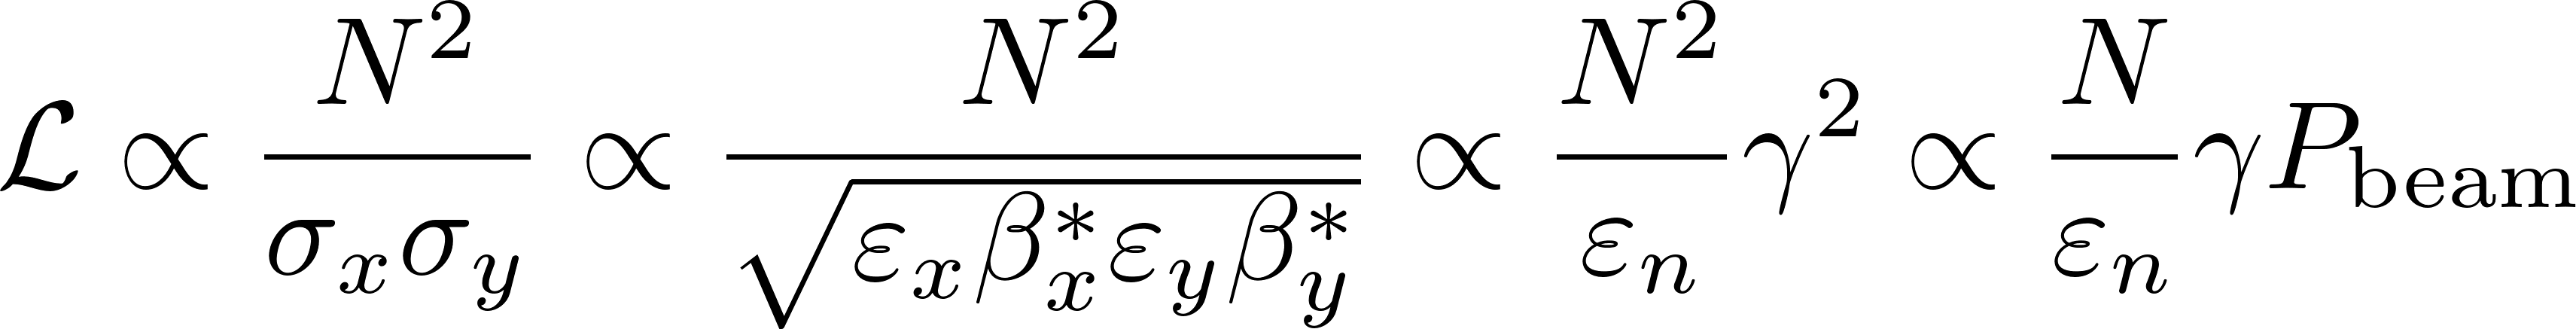 $\mathcal{L} \propto \frac{N^2}{\sigma_x \sigma_y} \propto \frac{N^2}{\sqrt{\varepsilon_x \beta_x^* \varepsilon_y \beta_y^*}} \propto \frac{N^2}{\varepsilon_n} \gamma^2 \propto \frac{N}{\varepsilon_n} \gamma P_{\mathrm{beam}}$